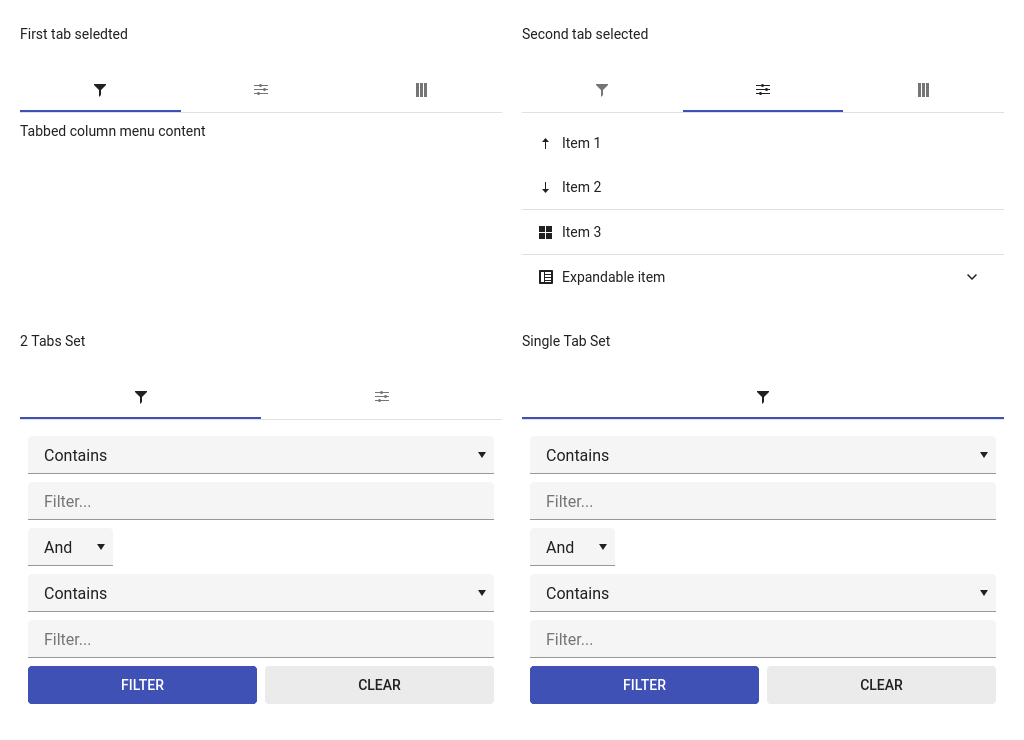 First tab seledted
Tabbed column menu content
Second tab selected
Item 1
Item 2
Item 3
Expandable item
2 Tabs Set
Contains
Filter...
And
Contains
Filter...
FILTER CLEAR
Single Tab Set
Contains
Filter...
And
Contains
Filter...
FILTER CLEAR